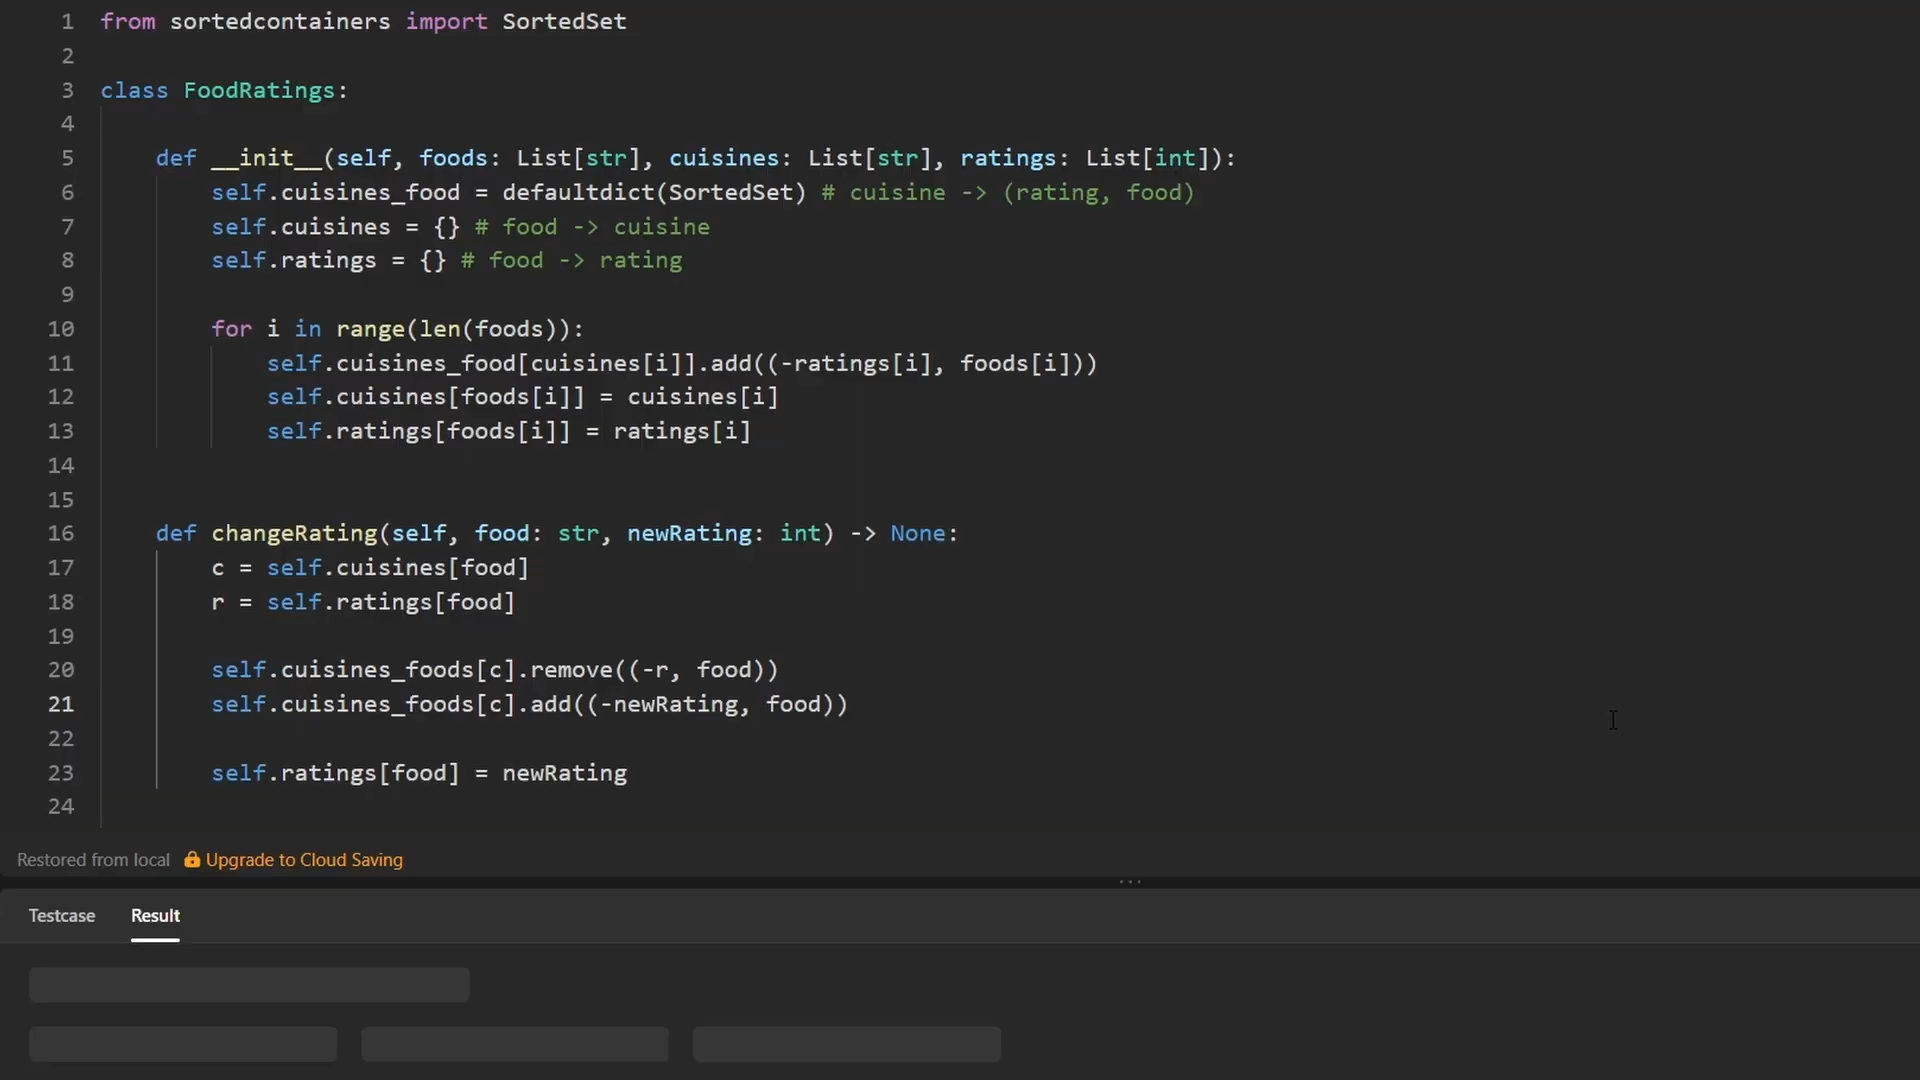 1 from sortedcontainers import SortedSet
2
3 class FoodRatings:
4
5     def __init__(self, foods: List[str], cuisines: List[str], ratings: List[int]):
6         self.cuisines_food = defaultdict(SortedSet) # cuisine -> (rating, food)
7         self.cuisines = {} # food -> cuisine
8         self.ratings = {} # food -> rating
9
10         for i in range(len(foods)):
11             self.cuisines_food[cuisines[i]].add((-ratings[i], foods[i]))
12             self.cuisines[foods[i]] = cuisines[i]
13             self.ratings[foods[i]] = ratings[i]
14
15
16     def changeRating(self, food: str, newRating: int) -> None:
17         c = self.cuisines[food]
18         r = self.ratings[food]
19
20         self.cuisines_foods[c].remove((-r, food))
21         self.cuisines_foods[c].add((-newRating, food))
22
23         self.ratings[food] = newRating
24
Restored from local Upgrade to Cloud Saving
...
Testcase Result